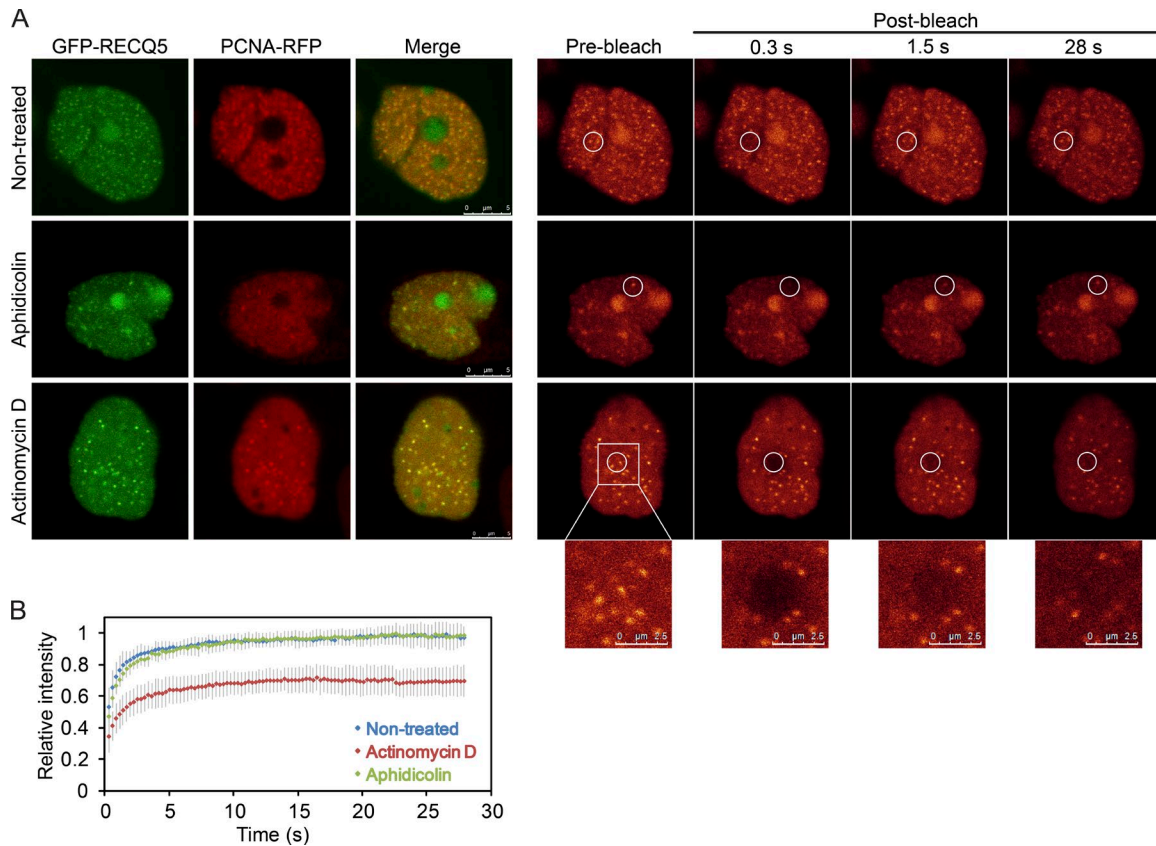 A
GFP-RECQ5 PCNA-RFP Merge
Post-bleach
Pre-bleach 0.3 s 1.5 s 28 s
Non-treated
0 µm 5
Aphidicolin
0 µm 5
Actinomycin D
0 µm 5
0 µm 2.5
0 µm 2.5
0 µm 2.5
0 µm 2.5
B
Relative intensity
1
0.8
0.6
0.4
0.2
0
Non-treated
Actinomycin D
Aphidicolin
0 5 10 15 20 25 30
Time (s)